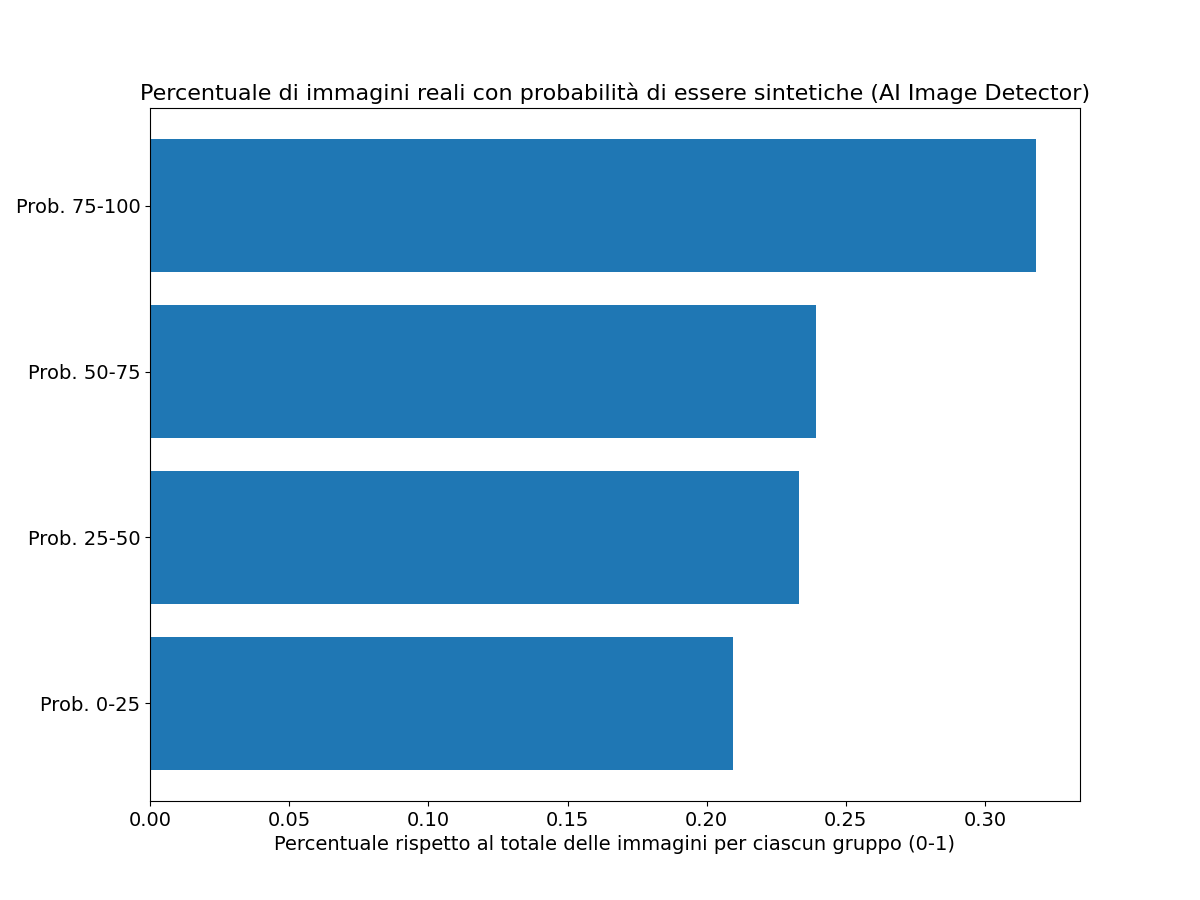 Percentuale di immagini reali con probabilità di essere sintetiche (AI Image Detector)
Prob. 75-100
Prob. 50-75
Prob. 25-50
Prob. 0-25
0.00 0.05 0.10 0.15 0.20 0.25 0.30
Percentuale rispetto al totale delle immagini per ciascun gruppo (0-1)